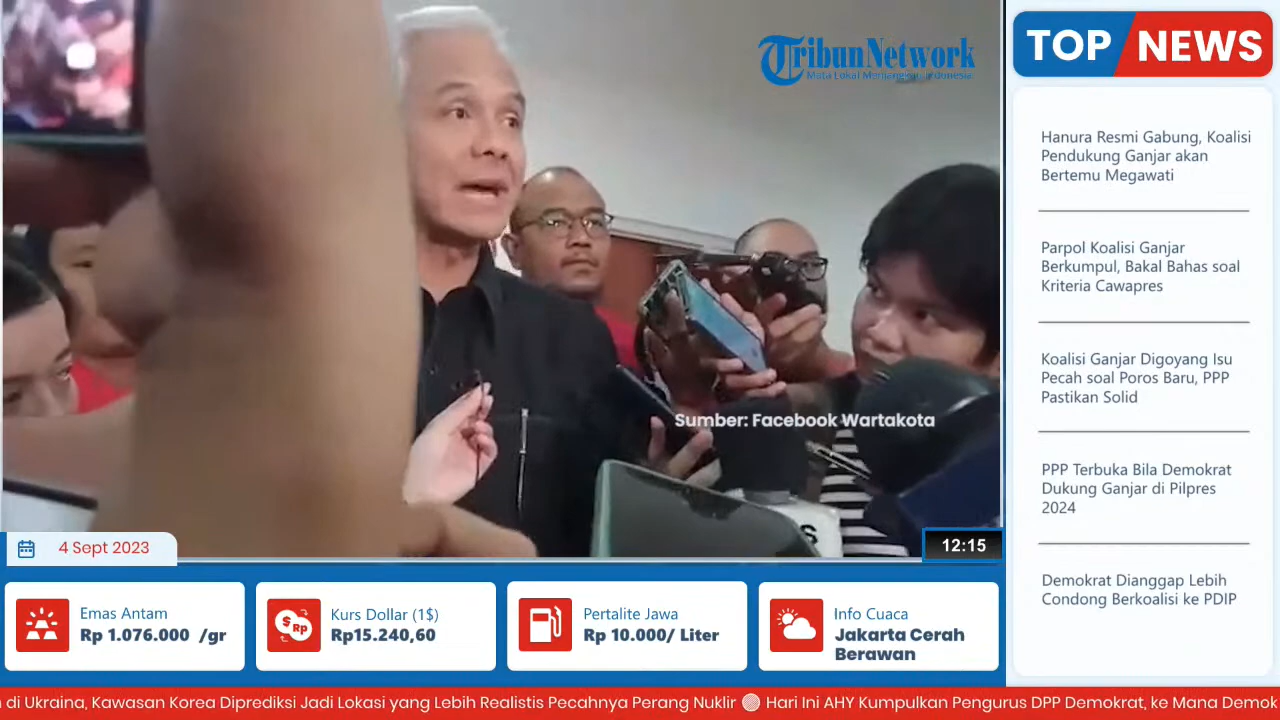 TribunNetwork
Mata Lokal Menjangkau Indonesia
TOP NEWS
Hanura Resmi Gabung, Koalisi
Pendukung Ganjar akan
Bertemu Megawati
Parpol Koalisi Ganjar
Berkumpul, Bakal Bahas soal
Kriteria Cawapres
Koalisi Ganjar Digoyang Isu
Pecah soal Poros Baru, PPP
Pastikan Solid
PPP Terbuka Bila Demokrat
Dukung Ganjar di Pilpres
2024
Demokrat Dianggap Lebih
Condong Berkoalisi ke PDIP
Sumber: Facebook Wartakota
S
4 Sept 2023
12:15
Emas Antam
Rp 1.076.000 /gr
Kurs Dollar (1$)
Rp15.240,60
Pertalite Jawa
Rp 10.000/ Liter
Info Cuaca
Jakarta Cerah
Berawan
$ Rp
di Ukraina, Kawasan Korea Diprediksi Jadi Lokasi yang Lebih Realistis Pecahnya Perang Nuklir Hari Ini AHY Kumpulkan Pengurus DPP Demokrat, ke Mana Demok